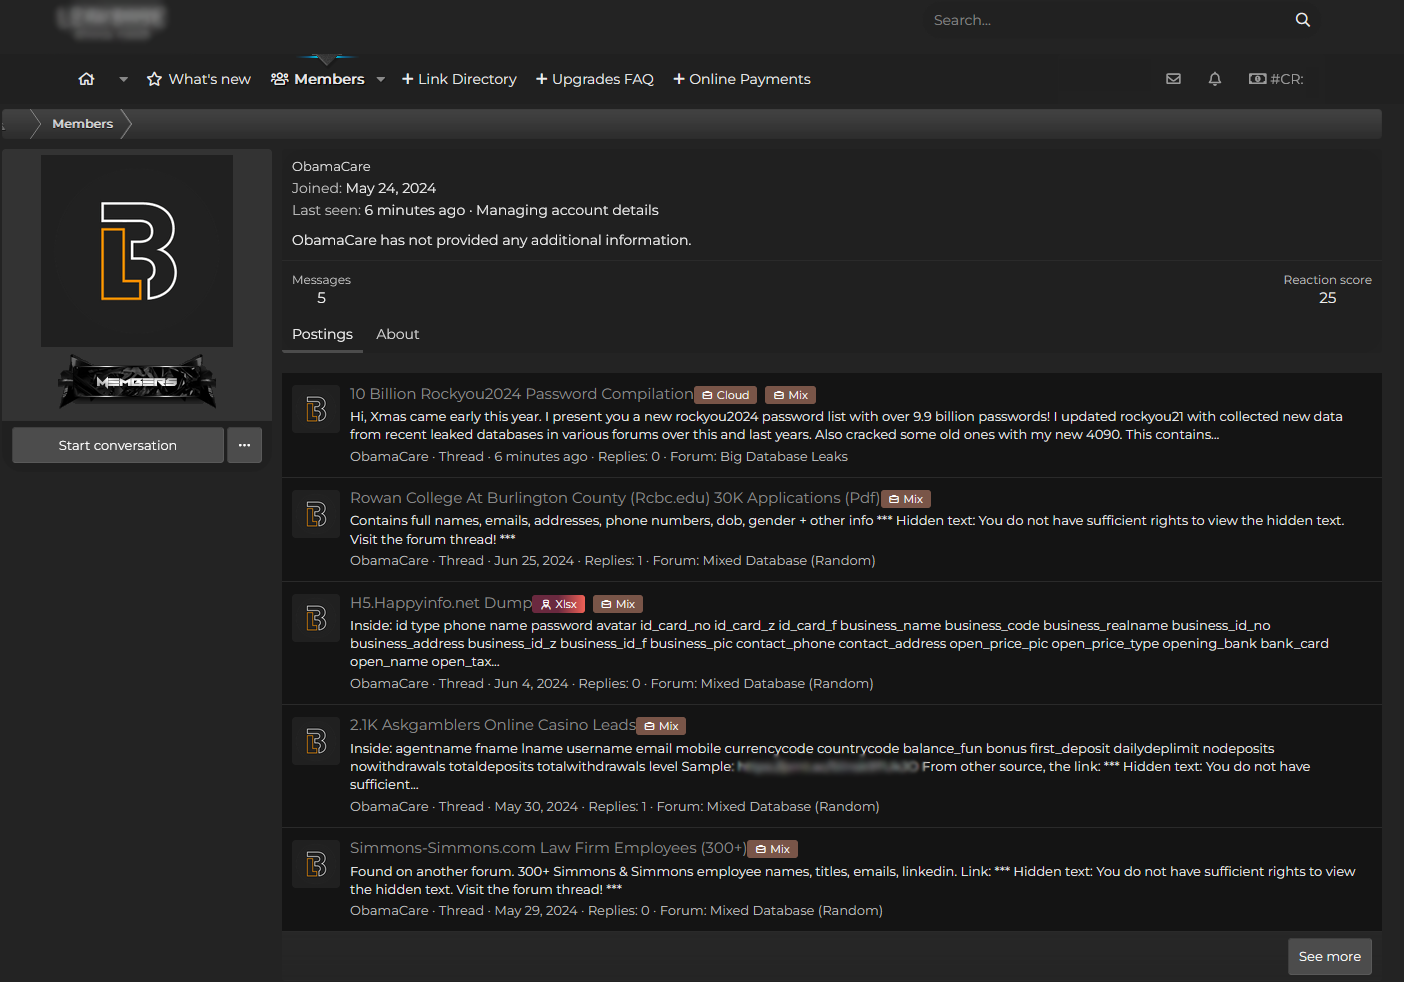 Search...
What's new
Members
+ Link Directory
+ Upgrades FAQ
+ Online Payments
#CR:
Members
ObamaCare
Joined: May 24, 2024
Last seen: 6 minutes ago · Managing account details
ObamaCare has not provided any additional information.
Messages
5
Reaction score
25
Postings
About
MEMBERS
Start conversation
10 Billion Rockyou2024 Password Compilation Cloud Mix
Hi, Xmas came early this year. I present you a new rockyou2024 password list with over 9.9 billion passwords! I updated rockyou21 with collected new data
from recent leaked databases in various forums over this and last years. Also cracked some old ones with my new 4090. This contains...
ObamaCare · Thread · 6 minutes ago · Replies: 0 · Forum: Big Database Leaks
Rowan College At Burlington County (Rcbc.edu) 30K Applications (Pdf) Mix
Contains full names, emails, addresses, phone numbers, dob, gender + other info *** Hidden text: You do not have sufficient rights to view the hidden text.
Visit the forum thread! ***
ObamaCare · Thread · Jun 25, 2024 · Replies: 1 · Forum: Mixed Database (Random)
H5.Happyinfo.net Dump Xlsx Mix
Inside: id type phone name password avatar id_card_no id_card_z id_card_f business_name business_code business_realname business_id_no
business_address business_id_z business_id_f business_pic contact_phone contact_address open_price_pic open_price_type opening_bank bank_card
open_name open_tax...
ObamaCare · Thread · Jun 4, 2024 · Replies: 0 · Forum: Mixed Database (Random)
2.1K Askgamblers Online Casino Leads Mix
Inside: agentname fname lname username email mobile currencycode countrycode balance_fun bonus first_deposit dailydeplimit nodeposits
nowithdrawals totaldeposits totalwithdrawals level Sample: From other source, the link: *** Hidden text: You do not have
sufficient...
ObamaCare · Thread · May 30, 2024 · Replies: 1 · Forum: Mixed Database (Random)
Simmons-Simmons.com Law Firm Employees (300+) Mix
Found on another forum. 300+ Simmons & Simmons employee names, titles, emails, linkedin. Link: *** Hidden text: You do not have sufficient rights to view
the hidden text. Visit the forum thread! ***
ObamaCare · Thread · May 29, 2024 · Replies: 0 · Forum: Mixed Database (Random)
See more